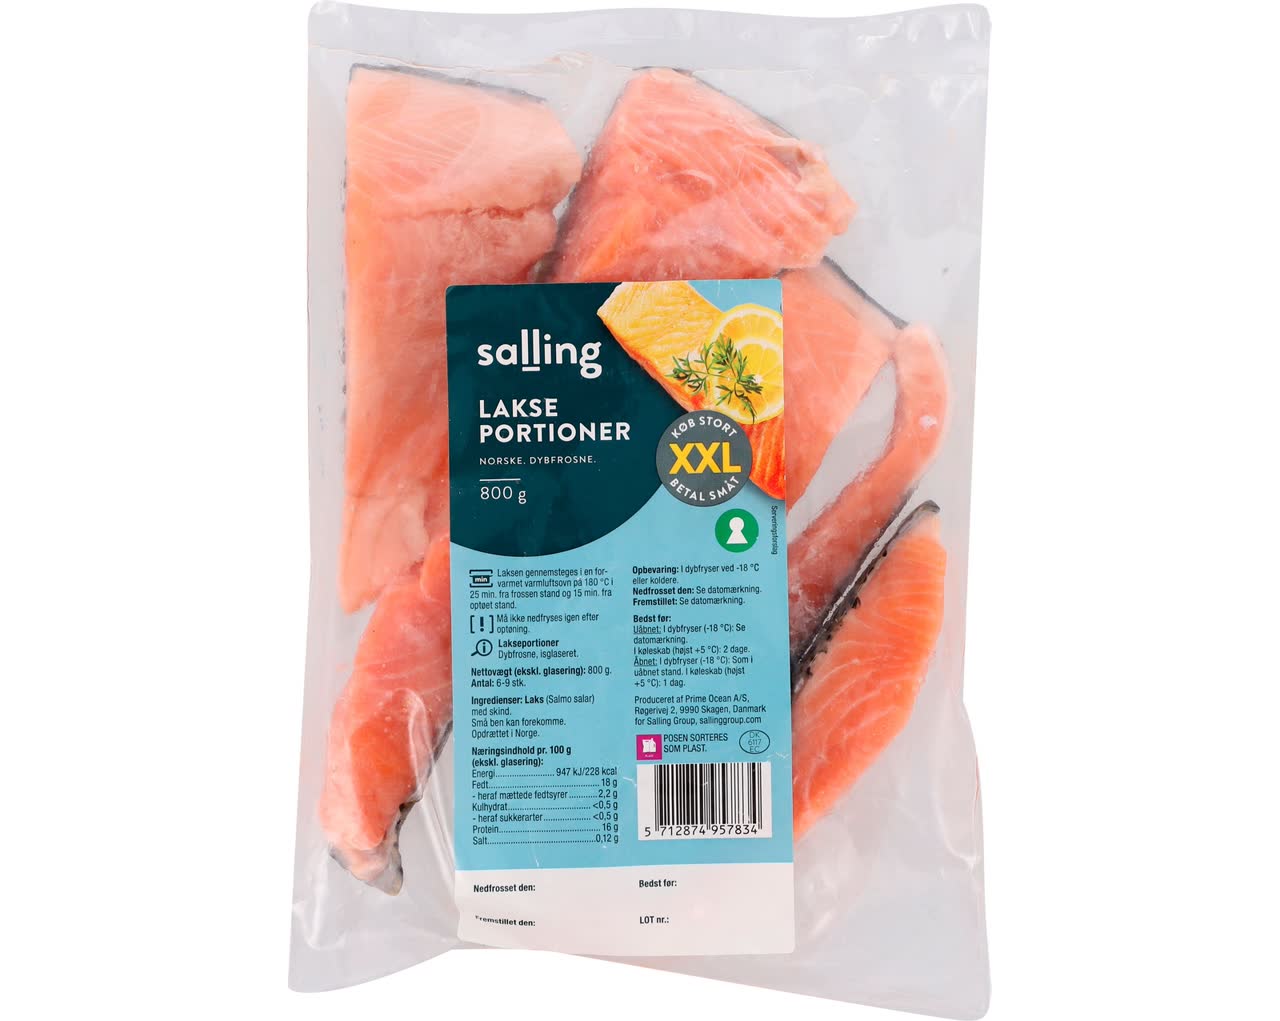 salling
LAKSE
PORTIONER
NORSKE. DYBFROSNE.
800 g
KØB STORT
XXL
BETAL SMÅT
Serveringsforslag
min
Laksen gennemsteges i en for-
varmet varmluftsovn på 180 °C i
25 min. fra frossen stand og 15 min. fra
optøet stand.
[!] Må ikke nedfryses igen efter
optøning.
Lakseportioner
Dybfrosne, isglaseret.
Nettovægt (ekskl. glasering): 800 g.
Antal: 6-9 stk.
Ingredienser: Laks (Salmo salar)
med skind.
Små ben kan forekomme.
Opdrættet i Norge.
Næringsindhold pr. 100 g
(ekskl. glasering):
Energi......................947 kJ/228 kcal
Fedt..........................................18 g
- heraf mættede fedtsyrer...........2,2 g
Kulhydrat...............................<0,5 g
- heraf sukkerarter..................<0,5 g
Protein......................................16 g
Salt.......................................0,12 g
Opbevaring: I dybfryser ved -18 °C
eller koldere.
Nedfrosset den: Se datomærkning.
Fremstillet: Se datomærkning.
Bedst før:
Uåbnet: I dybfryser (-18 °C): Se
datomærkning.
I køleskab (højst +5 °C): 2 dage.
Åbnet: I dybfryser (-18 °C): Som i
uåbnet stand. I køleskab (højst
+5 °C): 1 dag.
Produceret af Prime Ocean A/S,
Røgerivej 2, 9990 Skagen, Danmark
for Salling Group, sallinggroup.com
POSEN SORTERES
SOM PLAST.
DK
6117
EC
5 712874 957834
Nedfrosset den:
Bedst før:
Fremstillet den:
LOT nr.: